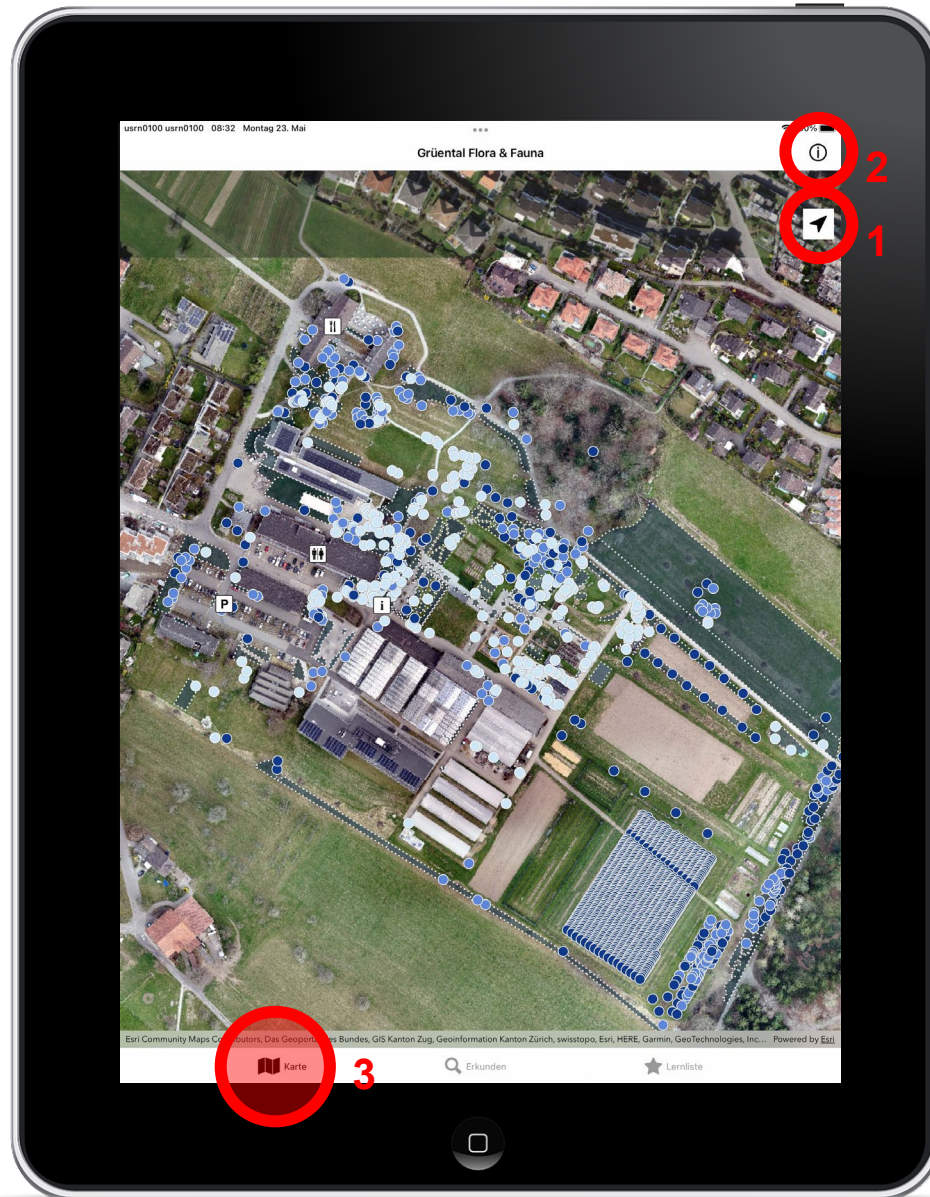 usrn0100 usrn0100 08:32 Montag 23. Mai
Grüental Flora & Fauna
2
1
P
i
Esri Community Maps Contributors, Das Geoportal des Bundes, GIS Kanton Zug, Geoinformation Kanton Zürich, swisstopo, Esri, HERE, Garmin, GeoTechnologies, Inc... Powered by Esri
Karte
3
Erkunden
Lernliste